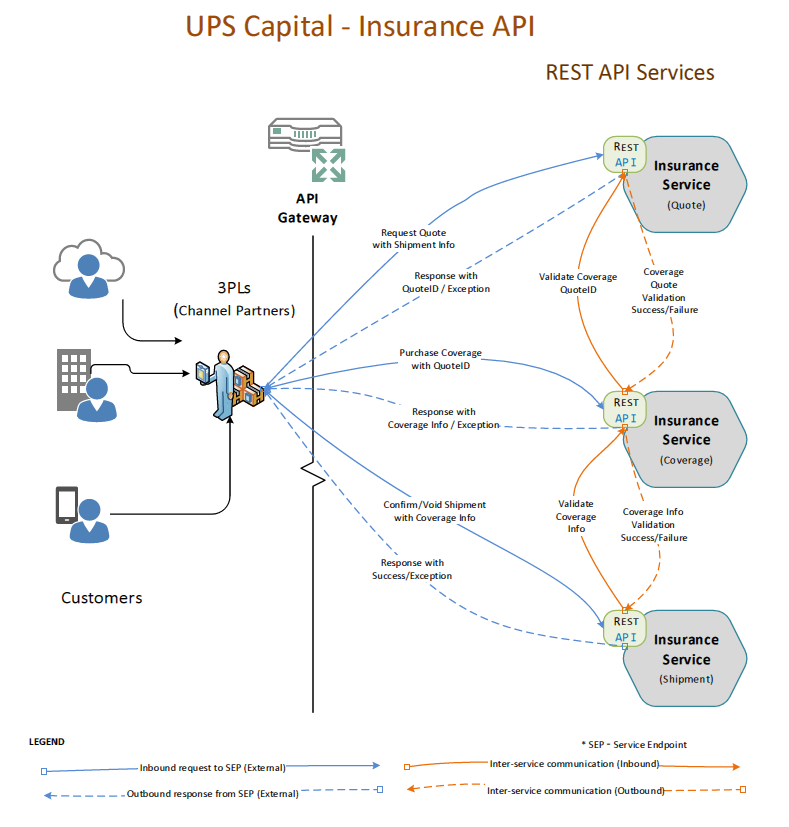 UPS Capital - Insurance API
REST API Services
API
Gateway
REST
API
Insurance
Service
(Quote)
Request Quote
with Shipment Info
Response with
QuoteID / Exception
Validate Coverage
QuoteID
Coverage
Quote
Validation
Success/Failure
3PLs
(Channel Partners)
Purchase Coverage
with QuoteID
Response with
Coverage Info / Exception
REST
API
Insurance
Service
(Coverage)
Confirm/Void Shipment
with Coverage Info
Validate
Coverage
Info
Coverage Info
Validation
Success/Failure
Response with
Success/Exception
Customers
REST
API
Insurance
Service
(Shipment)
LEGEND
* SEP - Service Endpoint
Inbound request to SEP (External)
Inter-service communication (Inbound)
Outbound response from SEP (External)
Inter-service communication (Outbound)